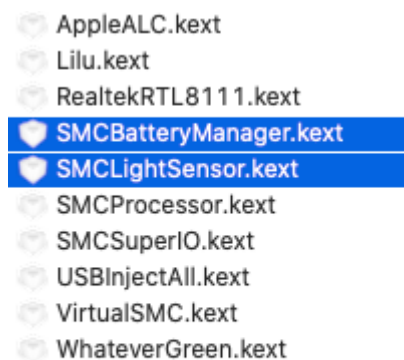 AppleALC.kext
Lilu.kext
RealtekRTL8111.kext
SMCBatteryManager.kext
SMCLightSensor.kext
SMCProcessor.kext
SMCSuperIO.kext
USBInjectAll.kext
VirtualSMC.kext
WhateverGreen.kext